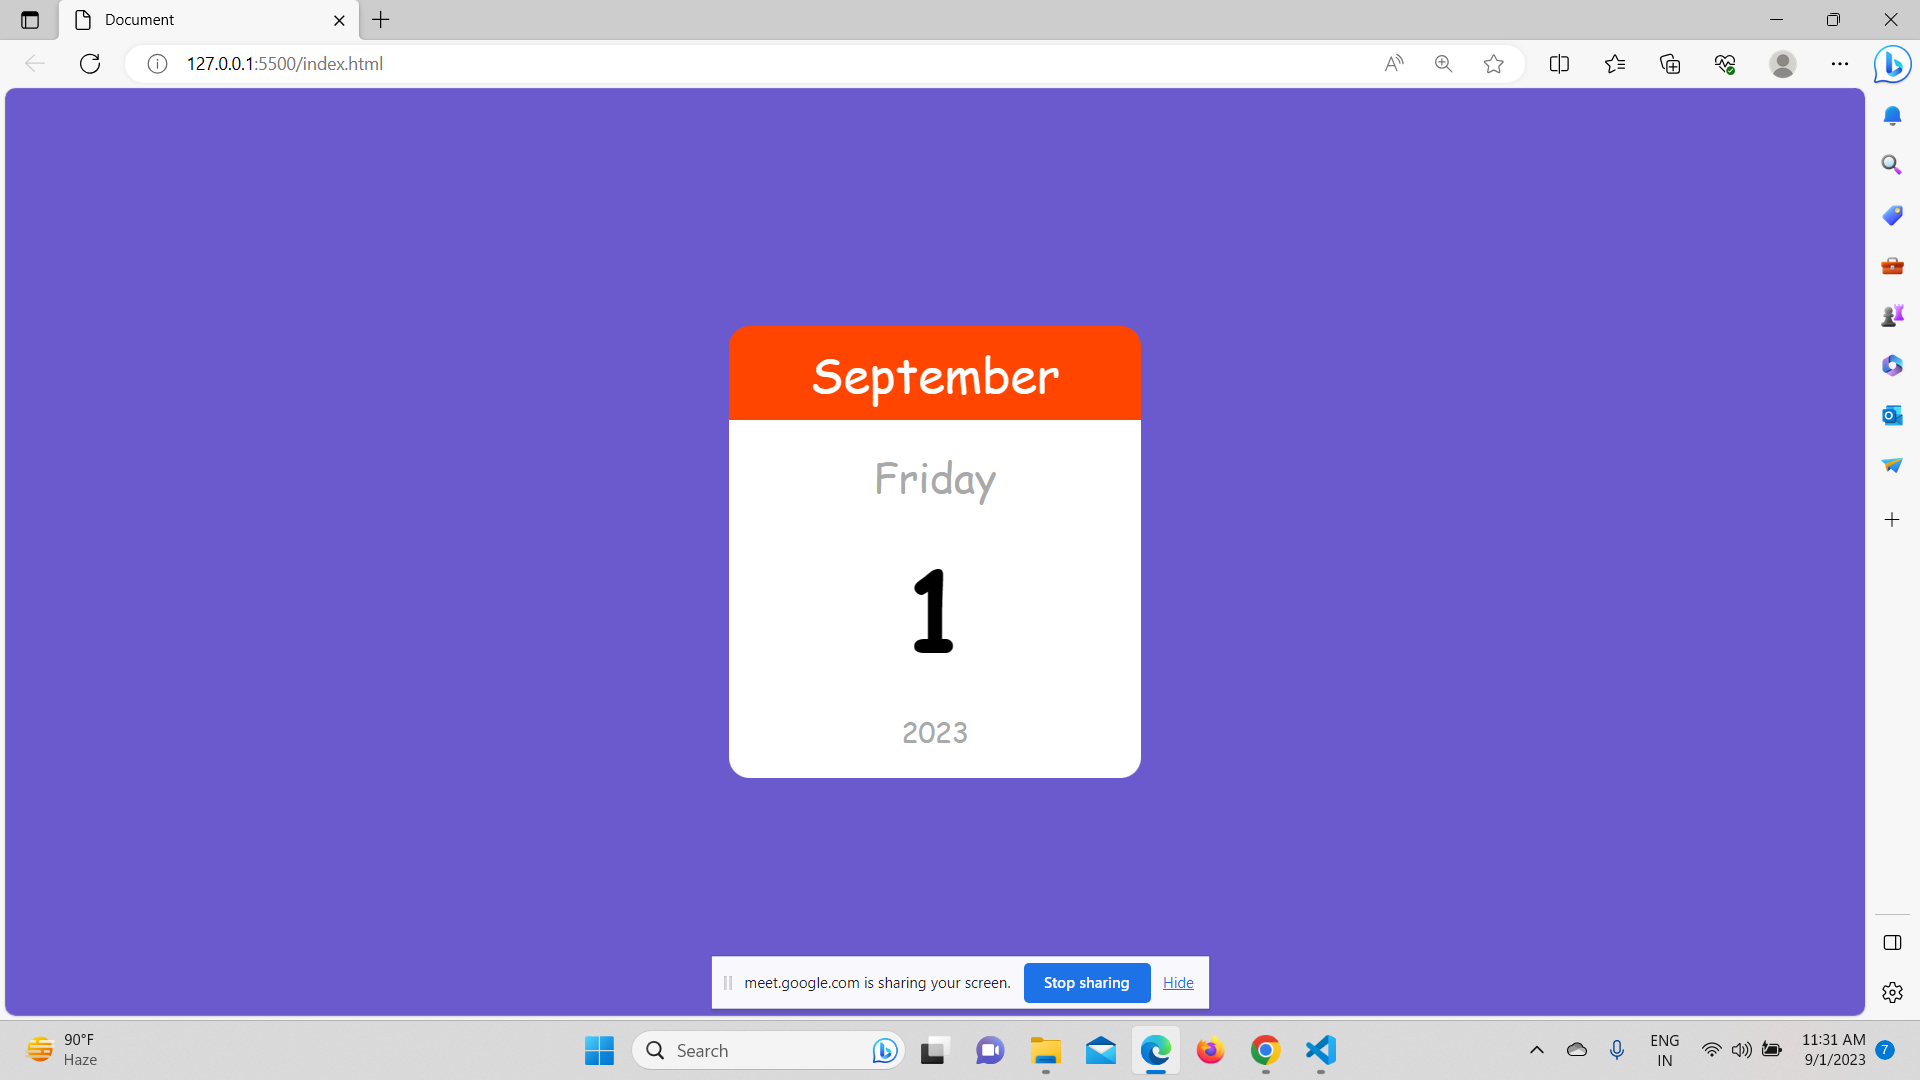 Document
127.0.0.1:5500/index.html
September
Friday
1
2023
meet.google.com is sharing your screen. Stop sharing Hide
90°F
Haze
Search
ENG
IN
11:31 AM
9/1/2023
7